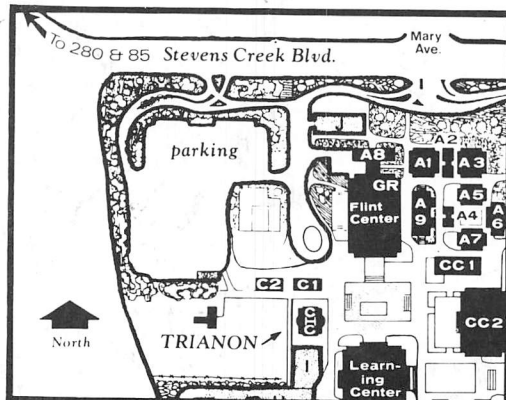 To 280 & 85
Stevens Creek Blvd.
Mary
Ave.
parking
J
A8
A1
A2
A3
GR
Flint
Center
A
9
A5
A4
A
6
A7
CC1
C2
C1
CHC
CC2
North
TRIANON
I
Learn-
ing
Center